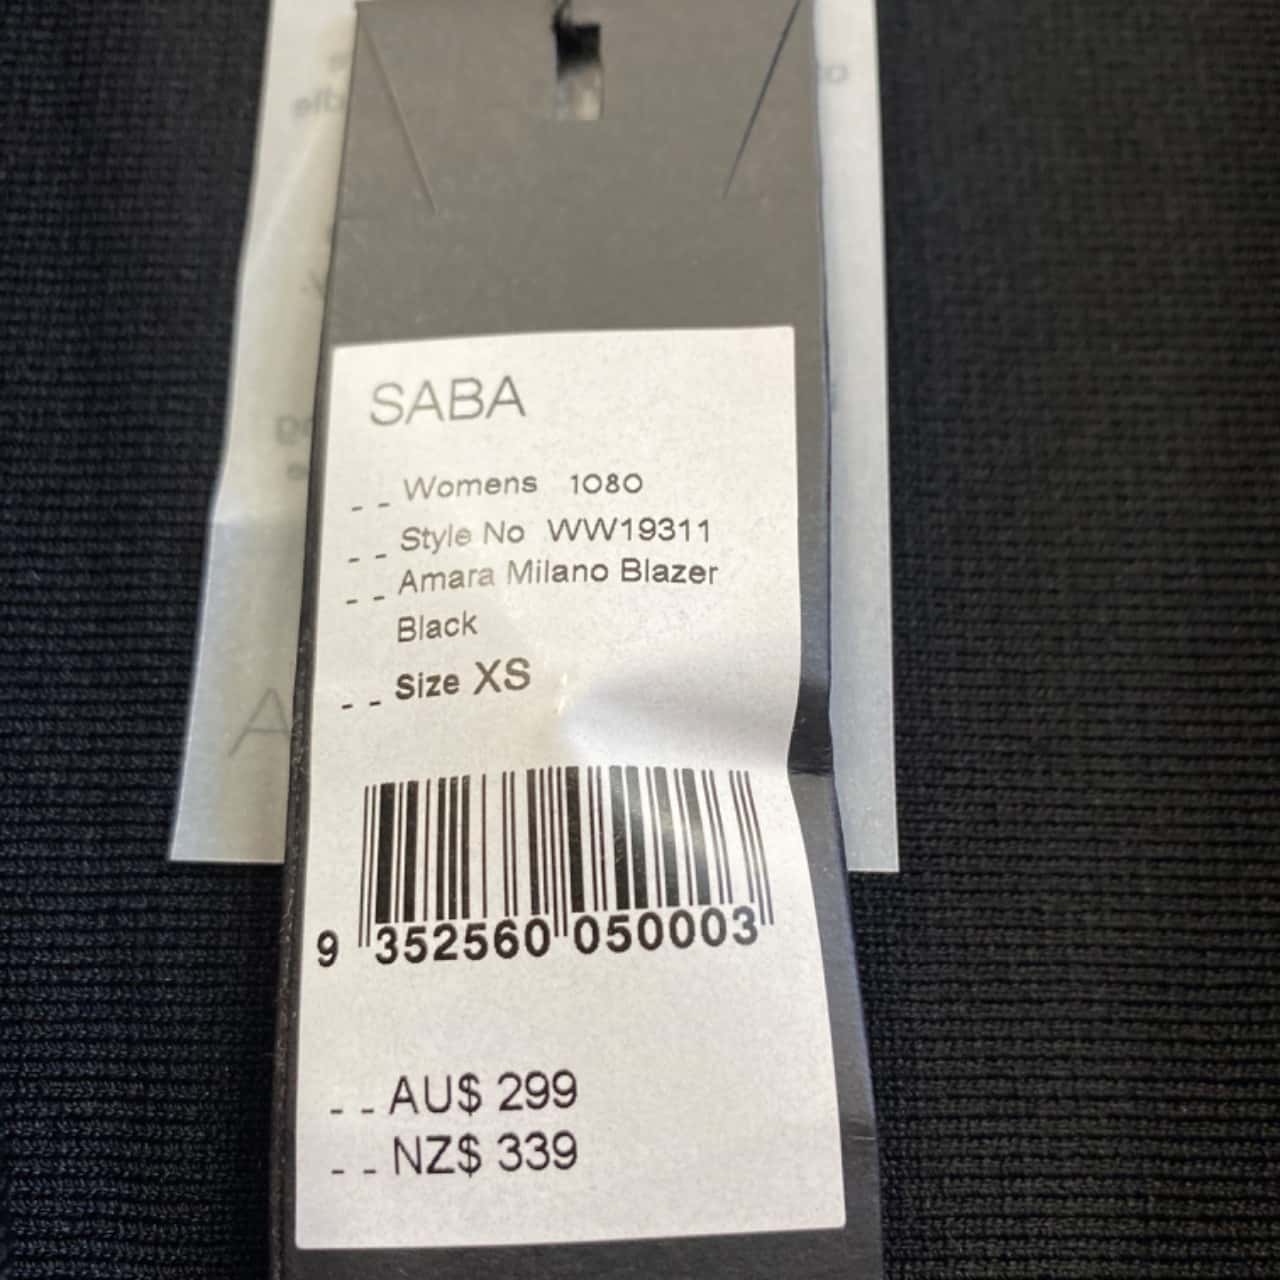 SABA
_ _ Womens 1080
_ _ Style No WW19311
_ _ Amara Milano Blazer
Black
_ _ Size XS
9 352560 050003
_ _ AU$ 299
_ _ NZ$ 339